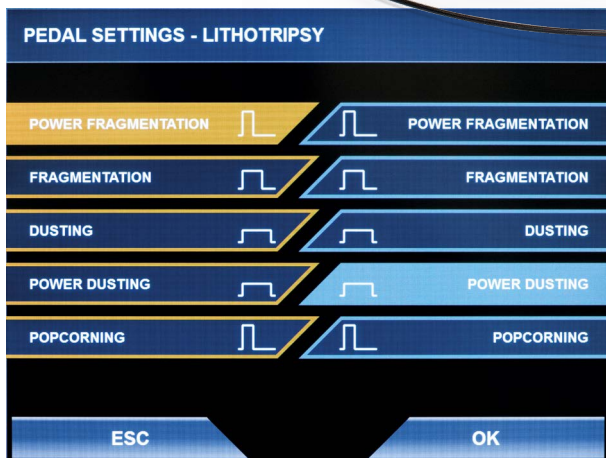 PEDAL SETTINGS - LITHOTRIPSY
POWER FRAGMENTATION POWER FRAGMENTATION
FRAGMENTATION FRAGMENTATION
DUSTING DUSTING
POWER DUSTING POWER DUSTING
POPCORNING POPCORNING
ESC OK